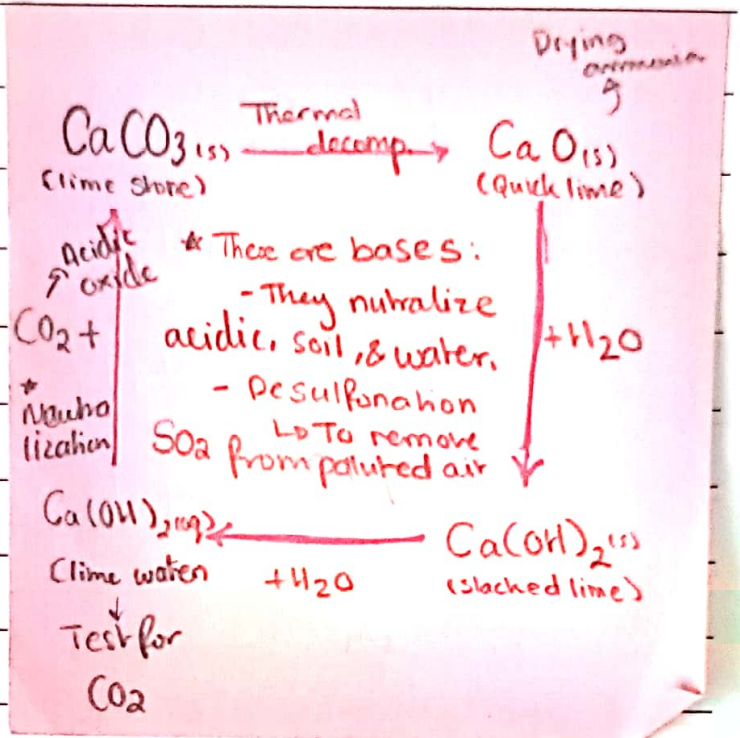 Drying
ammonia
CaCO3(s)
Thermal
decomp.
CaO(s)
(lime stone)
(Quick lime)
Acidic
oxide
CO2 +
* Nautra
lization
* These are bases:
- They nutralize
acidic, soil, & water.
- Desulfonation
To remove
SO2 from poluted air
+H2O
Ca(OH)2(aq)
Ca(OH)2(s)
(lime water)
+H2O
(slacked lime)
Test for
CO2